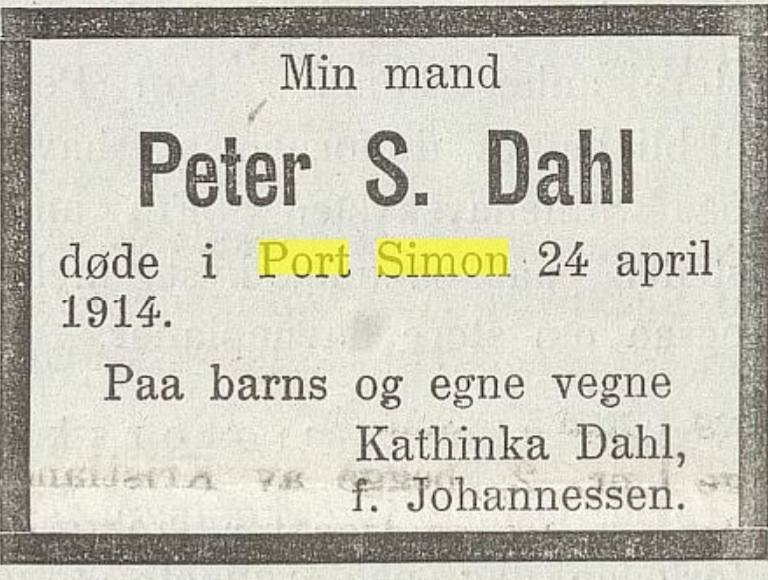 Min mand
Peter S. Dahl
døde i Port Simon 24 april
1914.
Paa barns og egne vegne
Kathinka Dahl,
f. Johannessen.